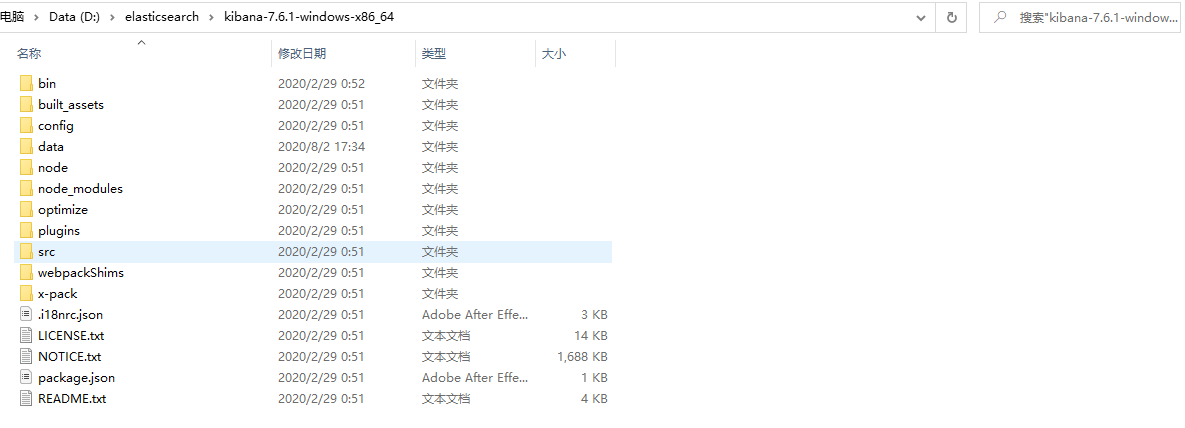 电脑 > Data (D:) > elasticsearch > kibana-7.6.1-windows-x86_64 搜索"kibana-7.6.1-window...
名称 修改日期 类型 大小
bin 2020/2/29 0:52 文件夹
built_assets 2020/2/29 0:51 文件夹
config 2020/2/29 0:51 文件夹
data 2020/8/2 17:34 文件夹
node 2020/2/29 0:51 文件夹
node_modules 2020/2/29 0:51 文件夹
optimize 2020/2/29 0:51 文件夹
plugins 2020/2/29 0:51 文件夹
src 2020/2/29 0:51 文件夹
webpackShims 2020/2/29 0:51 文件夹
x-pack 2020/2/29 0:51 文件夹
.i18nrc.json 2020/2/29 0:51 Adobe After Effe... 3 KB
LICENSE.txt 2020/2/29 0:51 文本文档 14 KB
NOTICE.txt 2020/2/29 0:51 文本文档 1,688 KB
package.json 2020/2/29 0:51 Adobe After Effe... 1 KB
README.txt 2020/2/29 0:51 文本文档 4 KB